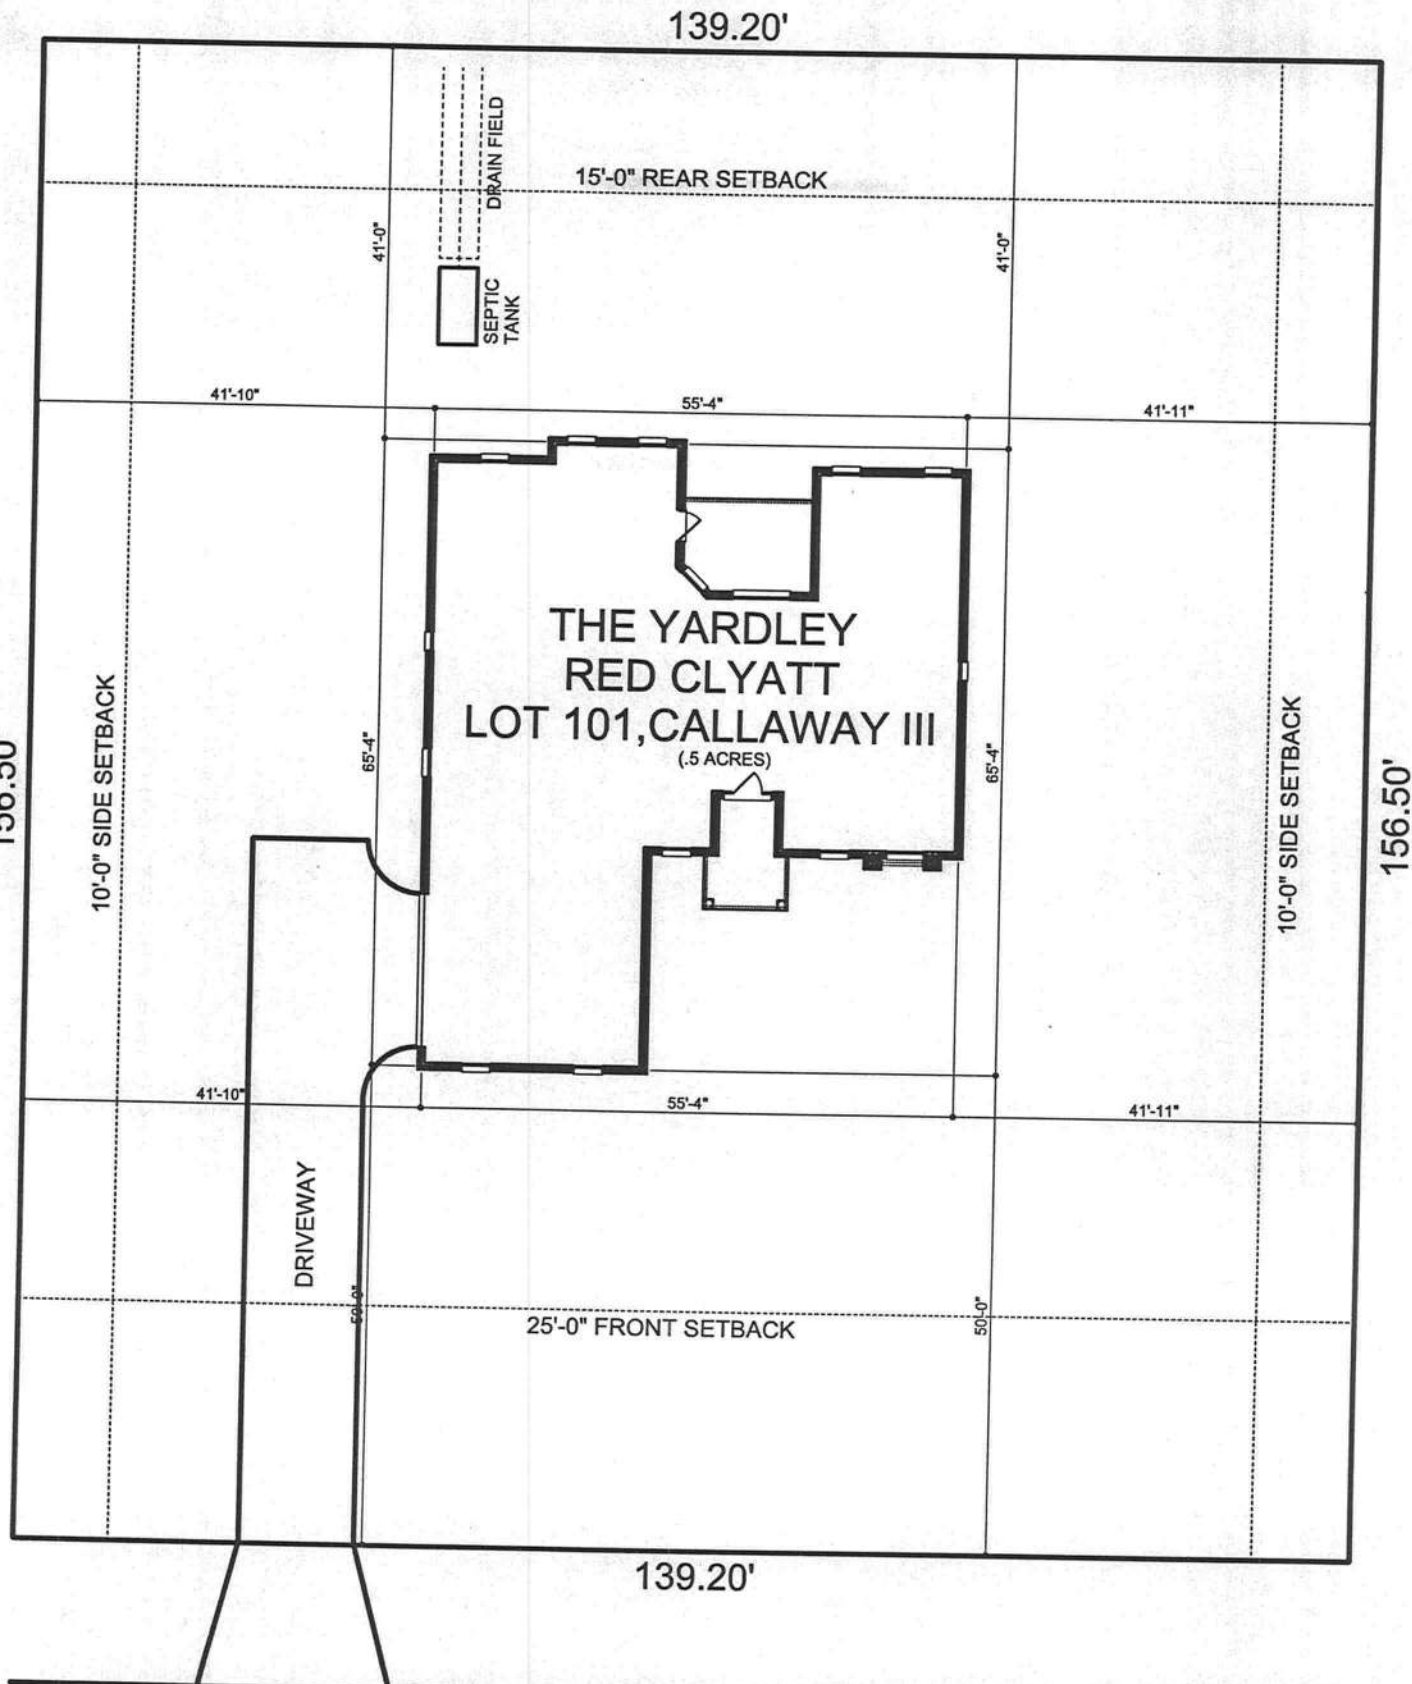 139.20'
DRAIN FIELD
15'-0" REAR SETBACK
41'-0"
41'-0"
SEPTIC
TANK
41'-10"
55'-4"
41'-11"
THE YARDLEY
RED CLYATT
LOT 101,CALLAWAY III
(.5 ACRES)
10'-0" SIDE SETBACK
65'-4"
65'-4"
10'-0" SIDE SETBACK
156.50'
156.50'
41'-10"
55'-4"
41'-11"
DRIVEWAY
50'-0"
25'-0" FRONT SETBACK
50'-0"
139.20'